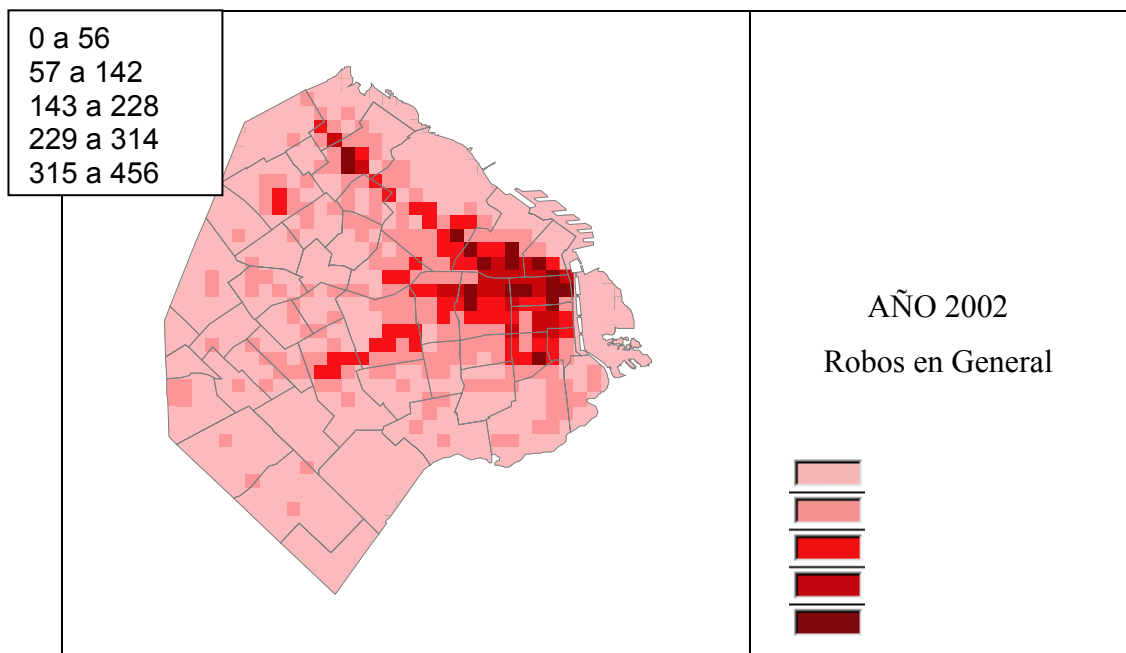 0 a 56
57 a 142
143 a 228
229 a 314
315 a 456
AÑO 2002
Robos en General